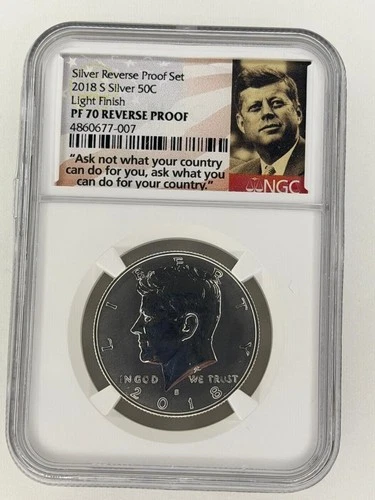 Silver Reverse Proof Set
2018 S Silver 50C
Light Finish
PF 70 REVERSE PROOF
4860677-007
"Ask not what your country
can do for you, ask what you
can do for your country."
NGC
LIBERTY
IN GOD WE TRUST
S
2018